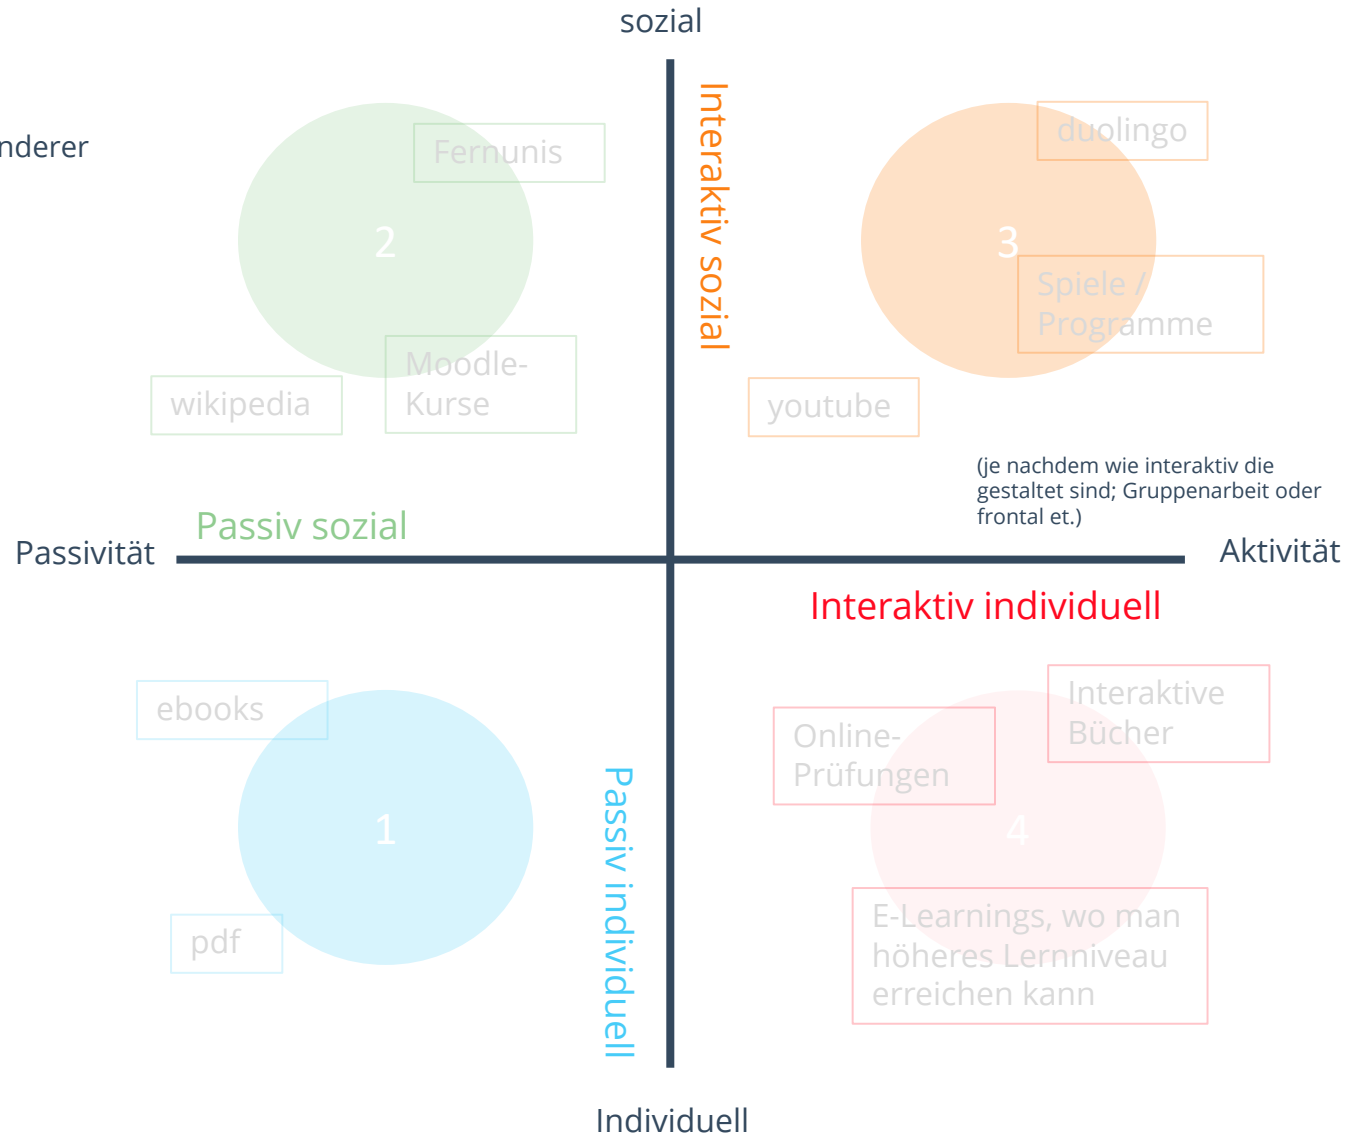 sozial
nderer
Fernunis
duolingo
Interaktiv sozial
2
3
Spiele /
Programme
Moodle-
Kurse
wikipedia
youtube
(je nachdem wie interaktiv die
gestaltet sind; Gruppenarbeit oder
frontal et.)
Passiv sozial
Passivität
Aktivität
Interaktiv individuell
ebooks
Interaktive
Bücher
Online-
Prüfungen
Passiv individuell
1
4
pdf
E-Learnings, wo man
höheres Lernniveau
erreichen kann
Individuell